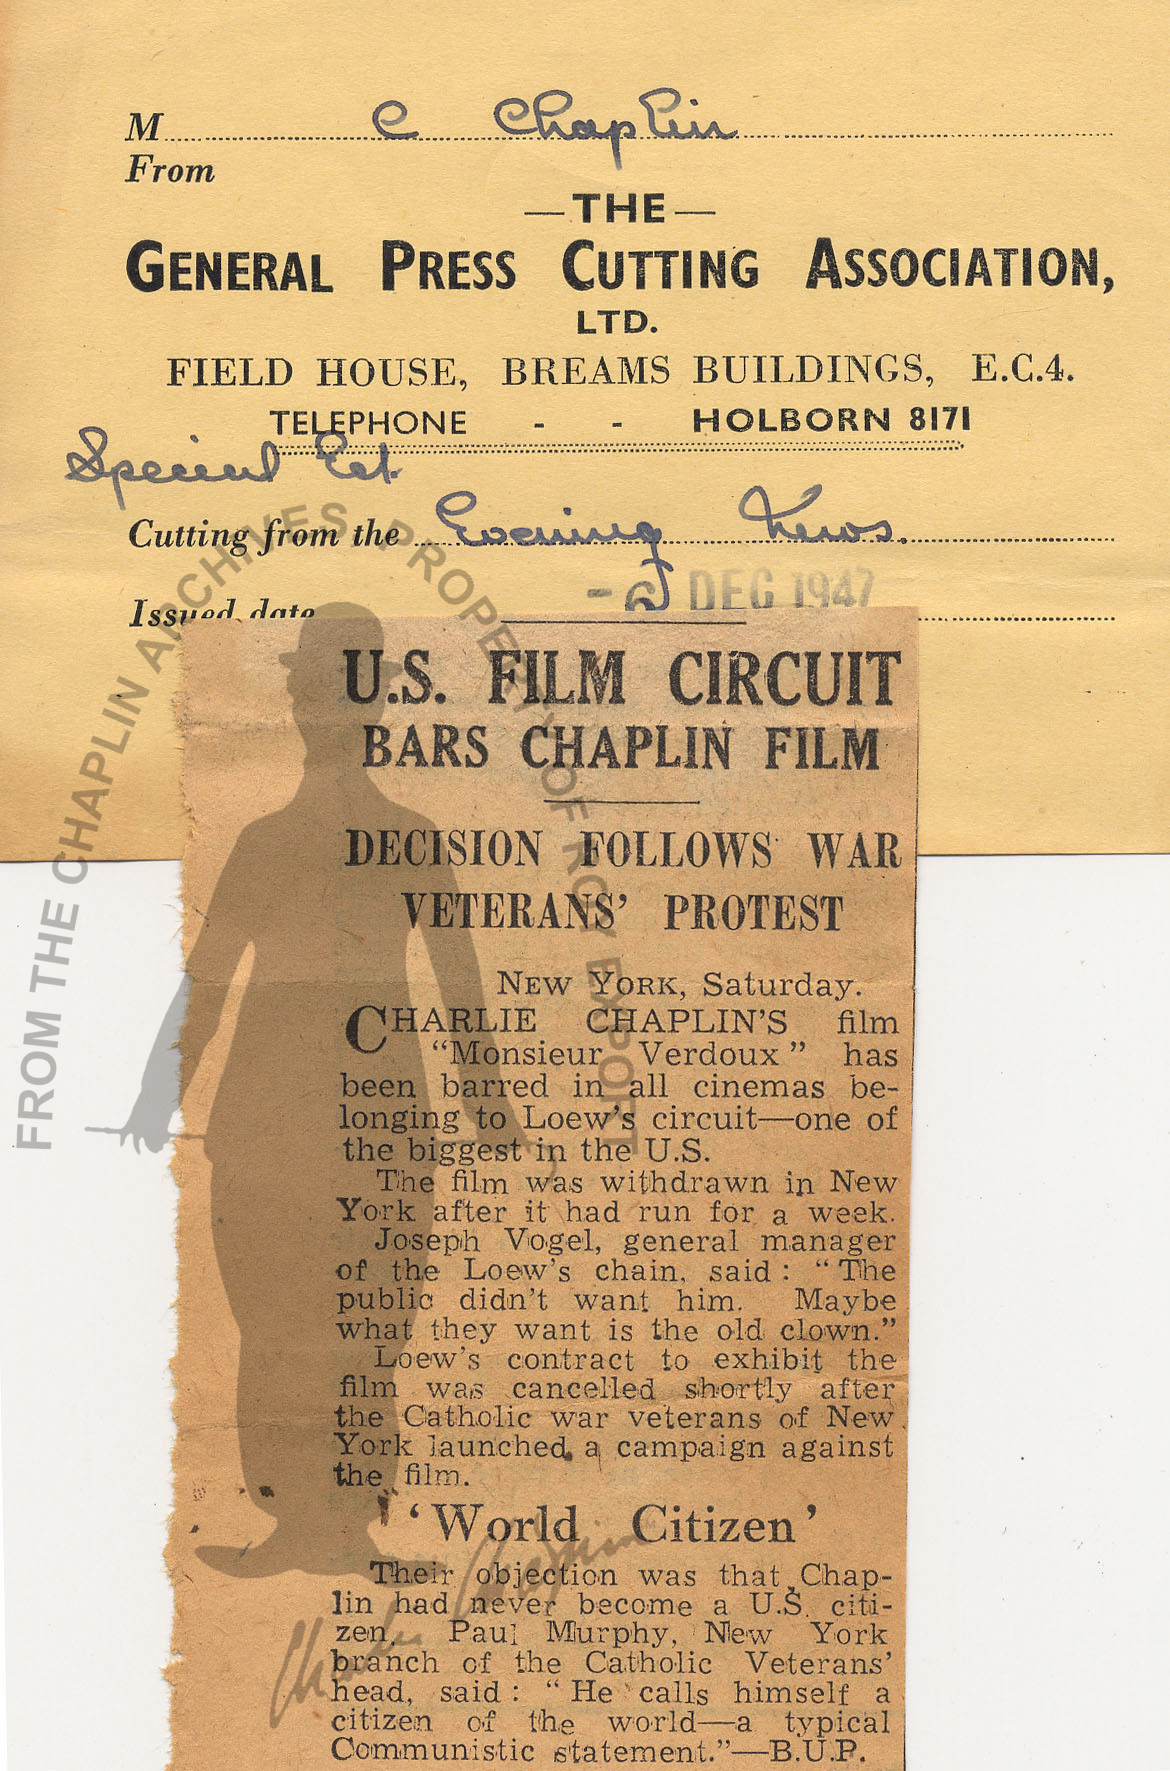 M C Chaplin
From
—THE—
GENERAL PRESS CUTTING ASSOCIATION,
LTD.
FIELD HOUSE, BREAMS BUILDINGS, E.C.4.
TELEPHONE - - HOLBORN 8171
Special Ext.
Cutting from the Evening News.
Issued date - DEC 1947
U.S. FILM CIRCUIT
BARS CHAPLIN FILM
DECISION FOLLOWS WAR
VETERANS' PROTEST
NEW YORK, Saturday.
CHARLIE CHAPLIN'S film
"Monsieur Verdoux" has
been barred in all cinemas be-
longing to Loew's circuit—one of
the biggest in the U.S.
The film was withdrawn in New
York after it had run for a week.
Joseph Vogel, general manager
of the Loew's chain, said: "The
public didn't want him. Maybe
what they want is the old clown."
Loew's contract to exhibit the
film was cancelled shortly after
the Catholic war veterans of New
York launched a campaign against
the film.
'World Citizen'
Their objection was that Chap-
lin had never become a U.S. citi-
zen. Paul Murphy, New York
branch of the Catholic Veterans'
head, said: "He calls himself a
citizen of the world—a typical
Communistic statement."—B.U.P.
FROM THE CHAPLIN ARCHIVES PROPERTY OF ROY EXPORT
Charlie Chaplin